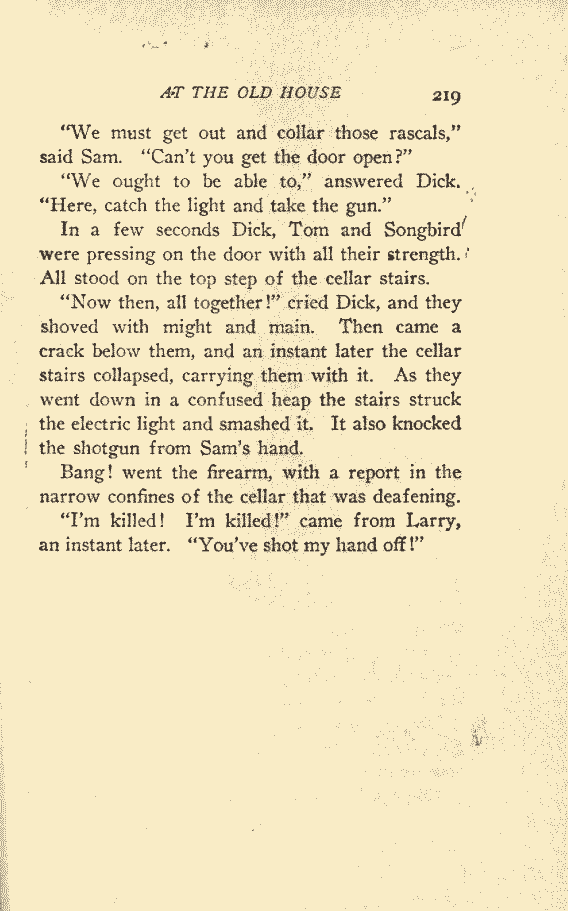 AT THE OLD HOUSE 219
“We must get out and collar those rascals,”
said Sam. “Can’t you get the door open?”
“We ought to be able to,” answered Dick.
“Here, catch the light and take the gun.”
In a few seconds Dick, Tom and Songbird
were pressing on the door with all their strength.
All stood on the top step of the cellar stairs.
“Now then, all together!” cried Dick, and they
shoved with might and main. Then came a
crack below them, and an instant later the cellar
stairs collapsed, carrying them with it. As they
went down in a confused heap the stairs struck
the electric light and smashed it. It also knocked
the shotgun from Sam’s hand.
Bang! went the firearm, with a report in the
narrow confines of the cellar that was deafening.
“I’m killed! I’m killed!” came from Larry,
an instant later. “You’ve shot my hand off!”